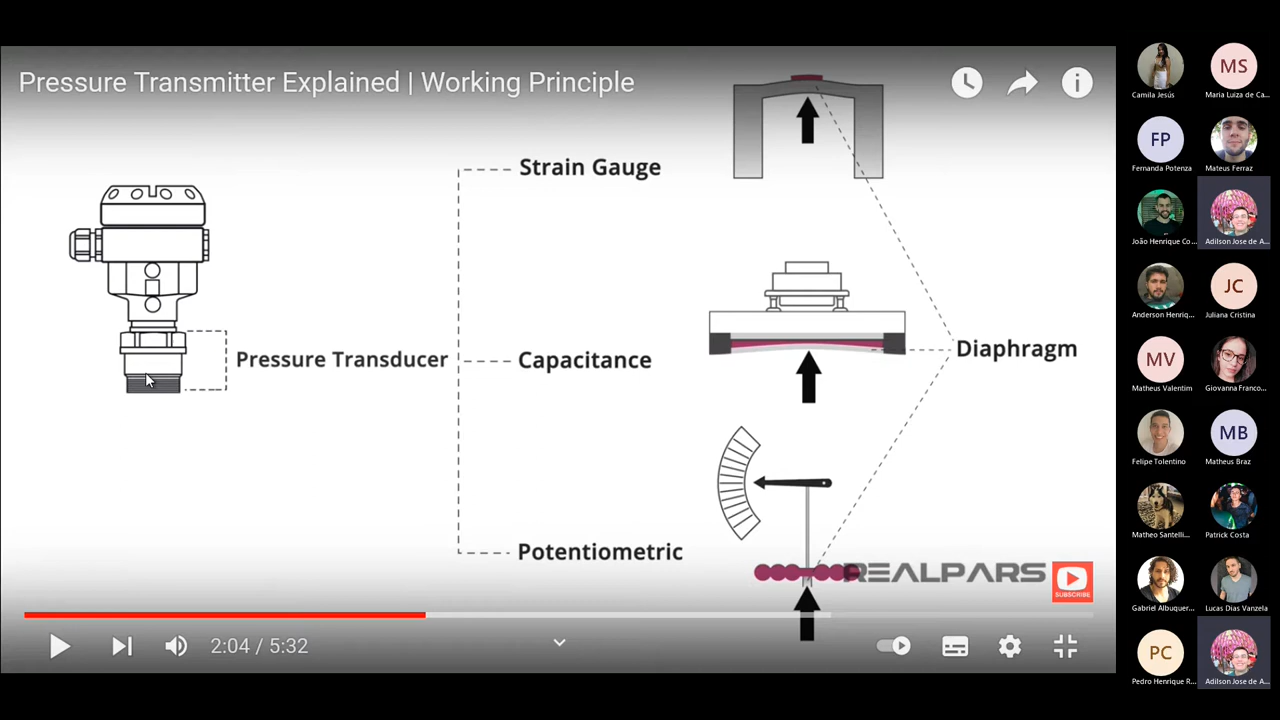 Pressure Transmitter Explained | Working Principle
Strain Gauge
Pressure Transducer
Capacitance
Diaphragm
Potentiometric
REALPARS
SUBSCRIBE
2:04 / 5:32
Camila Jesús
MS
Maria Luiza de Ca...
FP
Fernanda Potenza
Mateus Ferraz
João Henrique Co...
Adilson Jose de A...
Anderson Henriq...
JC
Juliana Cristina
MV
Matheus Valentim
Giovanna Franco...
Felipe Tolentino
MB
Matheus Braz
Matheo Santelli...
Patrick Costa
Gabriel Albuquer...
Lucas Dias Vanzela
PC
Pedro Henrique R...
Adilson Jose de A...